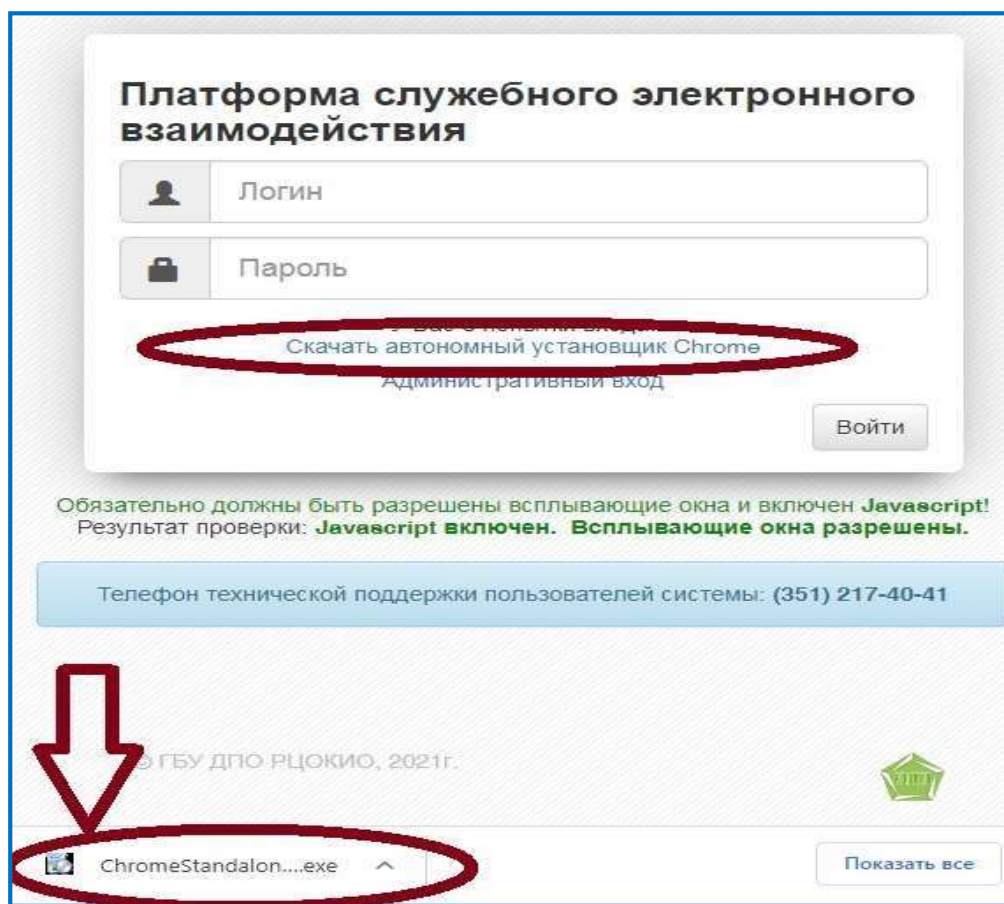 Платформа служебного электронного
взаимодействия
Логин
Пароль
Скачать автономный установщик Chrome
Административный вход
Войти
Обязательно должны быть разрешены всплывающие окна и включен Javascript!
Результат проверки: Javascript включен. Всплывающие окна разрешены.
Телефон технической поддержки пользователей системы: (351) 217-40-41
© ГБУ ДПО РЦОКИО, 2021г.
ChromeStandalon....exe
Показать все